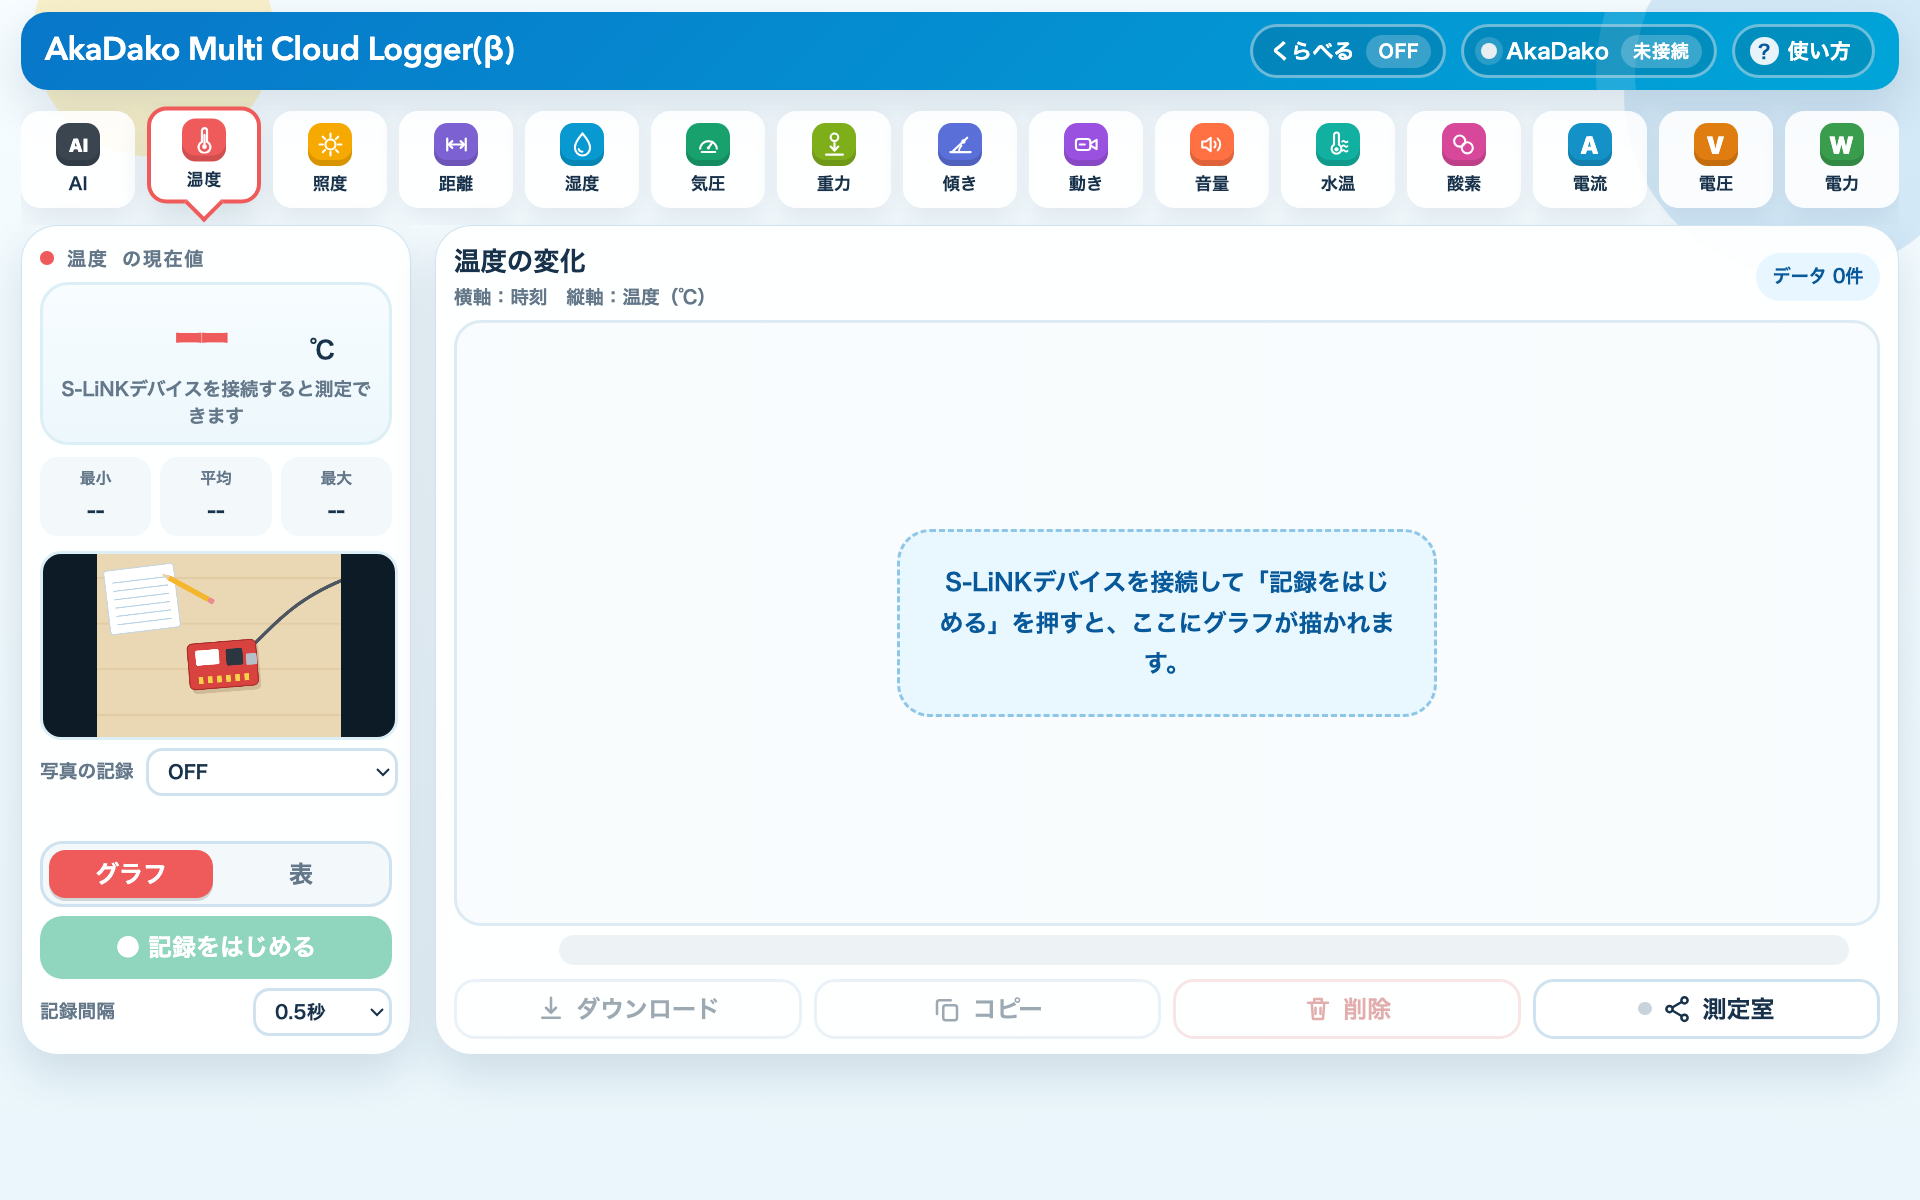 AkaDako Multi Cloud Logger(β)
くらべる OFF
AkaDako 未接続
? 使い方
AI
AI
温度
照度
距離
湿度
気圧
重力
傾き
動き
音量
水温
酸素
A
電流
V
電圧
W
電力
温度 の現在値
-- ℃
S-LiNKデバイスを接続すると測定で
きます
最小
--
平均
--
最大
--
写真の記録 OFF
グラフ 表
記録をはじめる
記録間隔 0.5秒
温度の変化
横軸：時刻 縦軸：温度（℃）
データ 0件
S-LiNKデバイスを接続して「記録をはじ
める」を押すと、ここにグラフが描かれま
す。
ダウンロード
コピー
削除
測定室